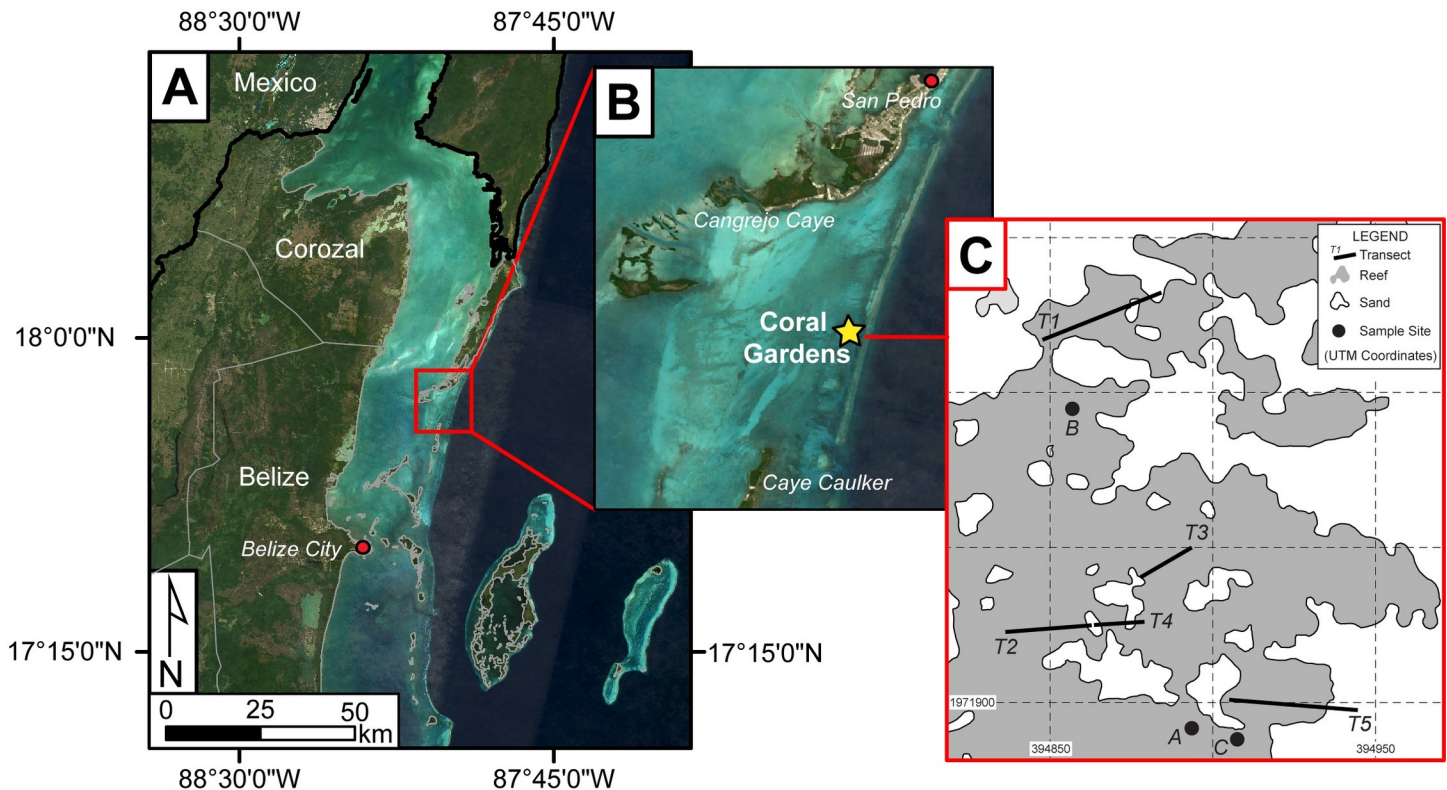 88°30'0"W
87°45'0"W
A
Mexico
Corozal
18°0'0"N
Belize
Belize City
17°15'0"N
17°15'0"N
N
0 25 50
km
88°30'0"W
87°45'0"W
B
San Pedro
Cangrejo Caye
Coral
Gardens
Caye Caulker
C
LEGEND
T1 Transect
Reef
Sand
Sample Site
(UTM Coordinates)
T1
B
T3
T2
T4
1971900
T5
A
C
394850
394950